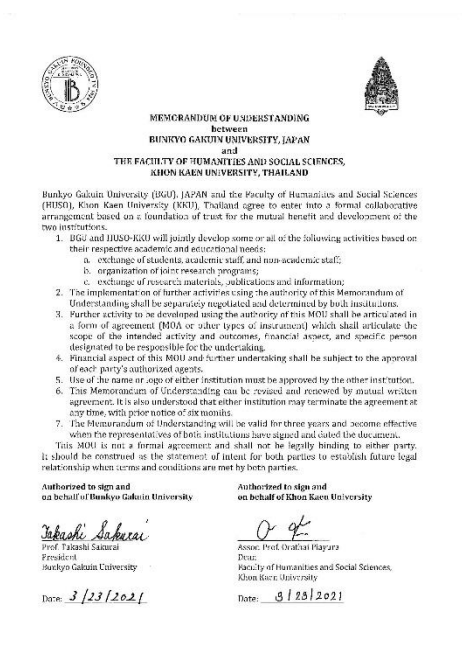 MEMORANDUM OF UNDERSTANDING
between
BUNKYO GAKUIN UNIVERSITY, JAPAN
and
THE FACULTY OF HUMANITIES AND SOCIAL SCIENCES,
KHON KAEN UNIVERSITY, THAILAND
Bunkyo Gakuin University (BGU), JAPAN and the Faculty of Humanities and Social Sciences
(HUSO), Khon Kaen University (KKU), Thailand agree to enter into a formal collaborative
arrangement based on a foundation of trust for the mutual benefit and development of the
two institutions.
1. BGU and HUSO-KKU will jointly develop some or all of the following activities based on
their respective academic and educational needs:
a. exchange of students, academic staff, and non-academic staff;
b. organization of joint research programs;
c. exchange of research materials, publications and information;
2. The implementation of further activities using the authority of this Memorandum of
Understanding shall be separately negotiated and determined by both institutions.
3. Further activity to be developed using the authority of this MOU shall be articulated in
a form of agreement (MOA or other types of instrument) which shall articulate the
scope of the intended activity and outcomes, financial aspect, and specific person
designated to be responsible for the undertaking.
4. Financial aspect of this MOU and further undertaking shall be subject to the approval
of each party's authorized agents.
5. Use of the name or logo of either institution must be approved by the other institution.
6. This Memorandum of Understanding can be revised and renewed by mutual written
agreement. It is also understood that either institution may terminate the agreement at
any time, with prior notice of six months.
7. The Memorandum of Understanding will be valid for three years and become effective
when the representatives of both institutions have signed and dated the document.
This MOU is not a formal agreement and shall not be legally binding to either party.
It should be construed as the statement of intent for both parties to establish future legal
relationship when terms and conditions are met by both parties.
Authorized to sign and
on behalf of Bunkyo Gakuin University
Takashi Sakurai
Prof. Takashi Sakurai
President
Bunkyo Gakuin University
Date: 3/23/2021
Authorized to sign and
on behalf of Khon Kaen University
Assoc. Prof. Orathai Piayura
Dean
Faculty of Humanities and Social Sciences,
Khon Kaen University
Date: 3/23/2021